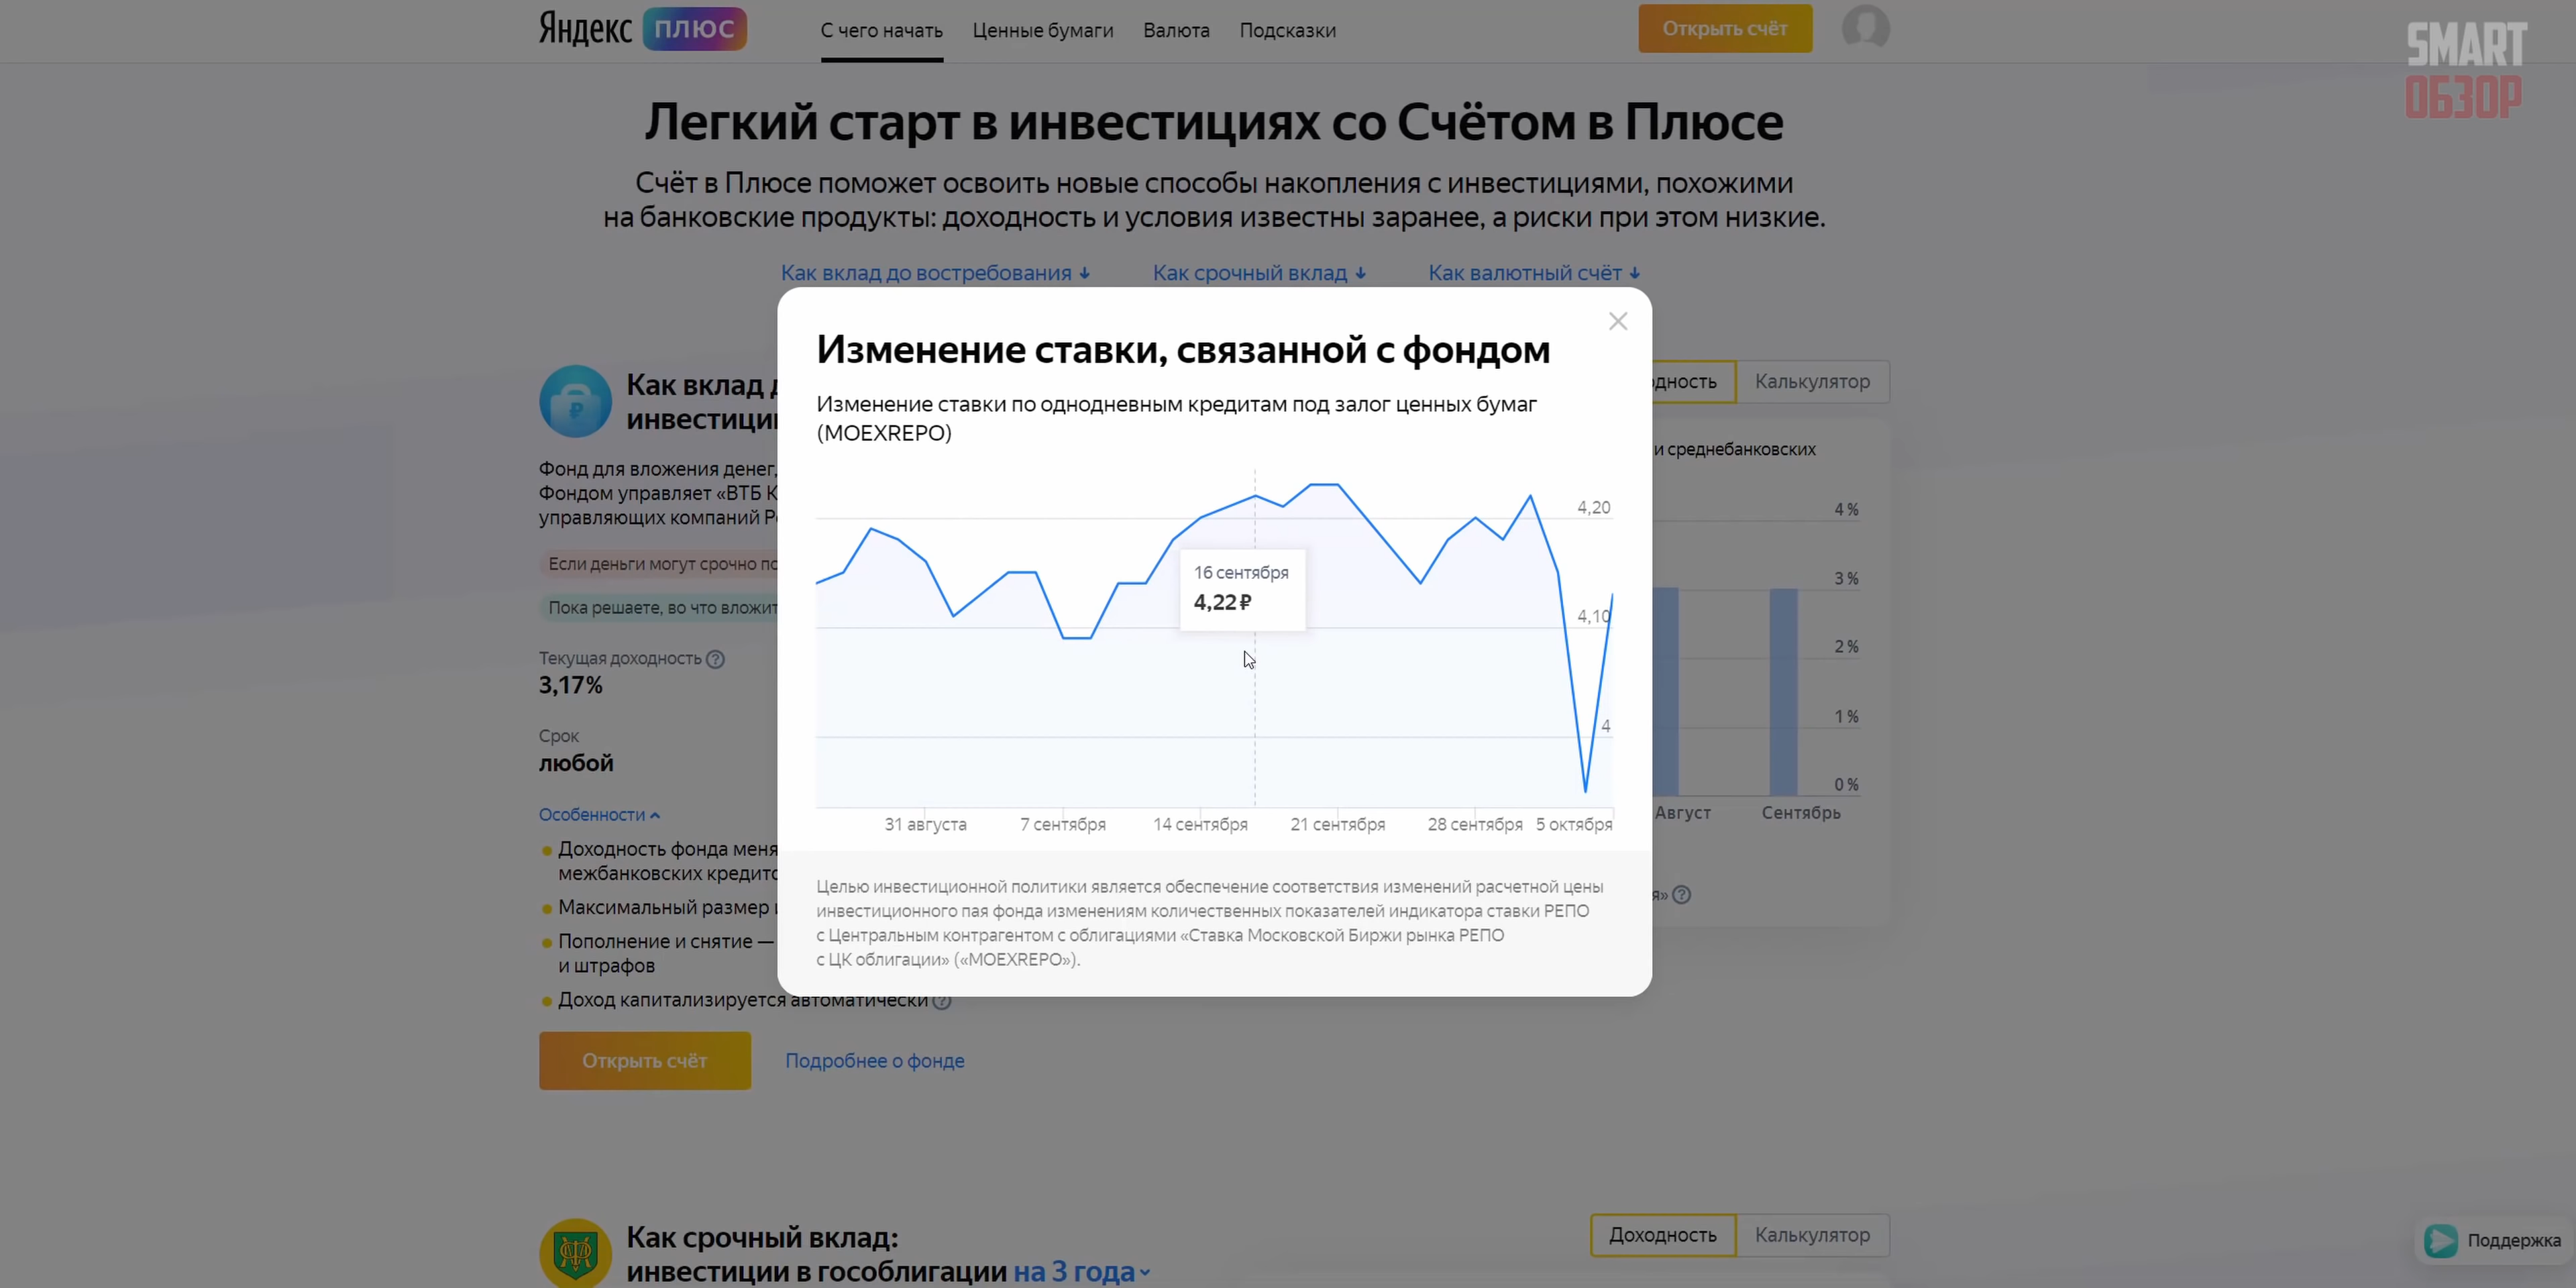 Яндекс ПЛЮС
С чего начать
Ценные бумаги
Валюта
Подсказки
Открыть счёт
SMART
ОБЗОР
Легкий старт в инвестициях со Счётом в Плюсе
Счёт в Плюсе поможет освоить новые способы накопления с инвестициями, похожими
на банковские продукты: доходность и условия известны заранее, а риски при этом низкие.
Как вклад до востребования
Как срочный вклад
Как валютный счёт
Как вклад
инвестиции
Фонд для вложения денег,
Фондом управляет «ВТБ К
управляющих компаний
Если деньги могут срочно
Пока решаете, во что вложит
Текущая доходность
3,17%
Срок
любой
Особенности
Доходность фонда меня
межбанковских кредито
Максимальный размер
Пополнение и снятие —
и штрафов
Доход капитализируется автоматически
Открыть счёт
Подробнее о фонде
Изменение ставки, связанной с фондом
Изменение ставки по однодневным кредитам под залог ценных бумаг
(MOEXREPO)
4,20
4,10
4
16 сентября
4,22 ₽
31 августа
7 сентября
14 сентября
21 сентября
28 сентября
5 октября
Целью инвестиционной политики является обеспечение соответствия изменений расчетной цены
инвестиционного пая фонда изменениям количественных показателей индикатора ставки РЕПО
с Центральным контрагентом с облигациями «Ставка Московской Биржи рынка РЕПО
с ЦК облигации» («MOEXREPO»).
дность
Калькулятор
и среднебанковских
4 %
3 %
2 %
1 %
0 %
Август
Сентябрь
я»
Как срочный вклад:
инвестиции в гособлигации на 3 года
Доходность
Калькулятор
Поддержка